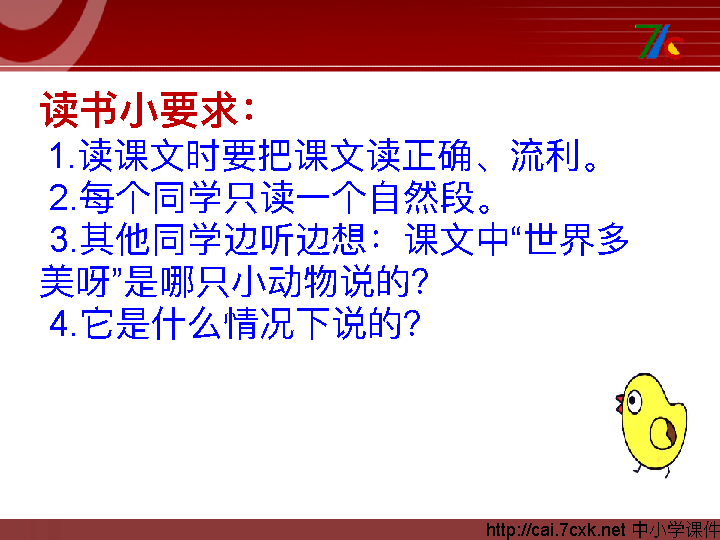 7c
读书小要求：
1.读课文时要把课文读正确、流利。
2.每个同学只读一个自然段。
3.其他同学边听边想：课文中“世界多
美呀”是哪只小动物说的?
4.它是什么情况下说的?
http://cai.7cxk.net 中小学课件